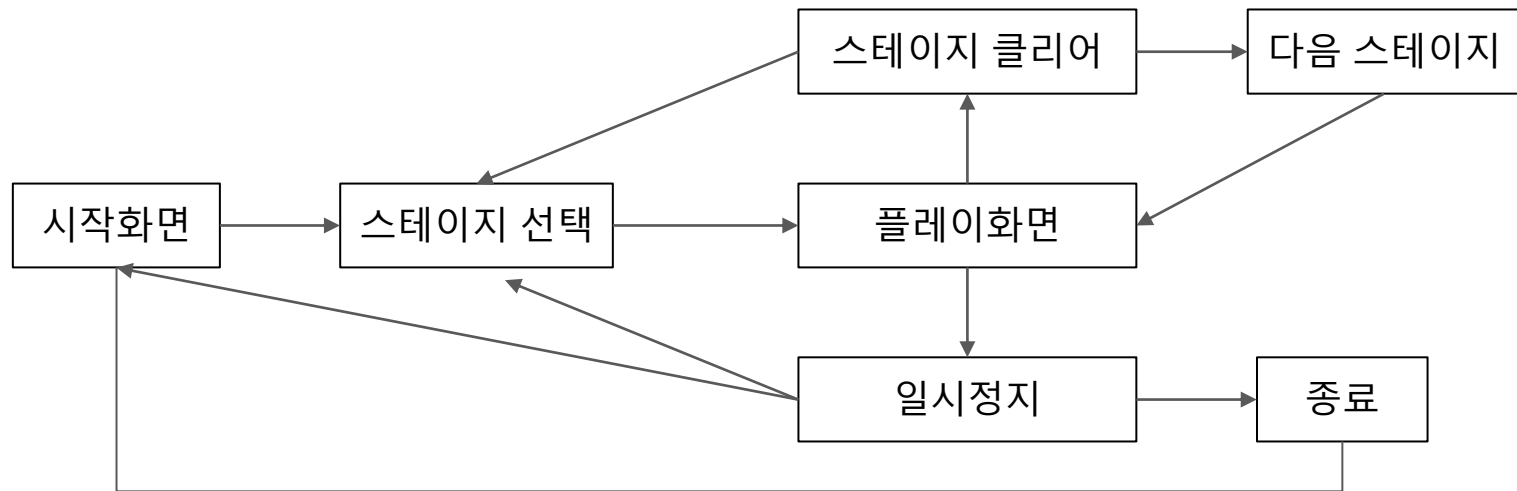 스테이지 클리어
다음 스테이지
시작화면
스테이지 선택
플레이화면
일시정지
종료